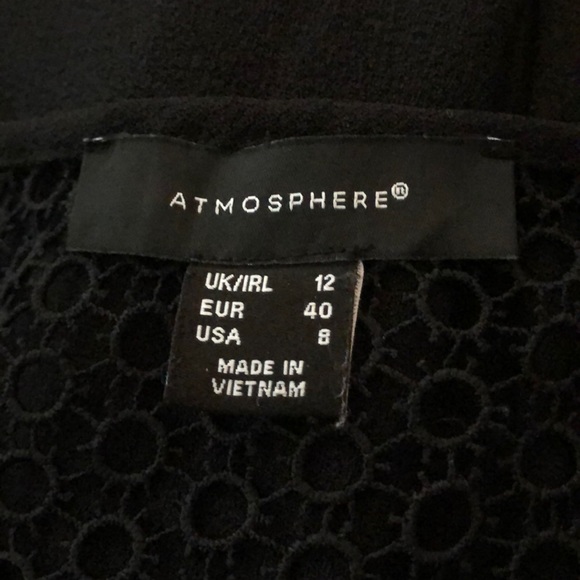 ATMOSPHERE®
UK/IRL 12
EUR 40
USA 8
MADE IN
VIETNAM